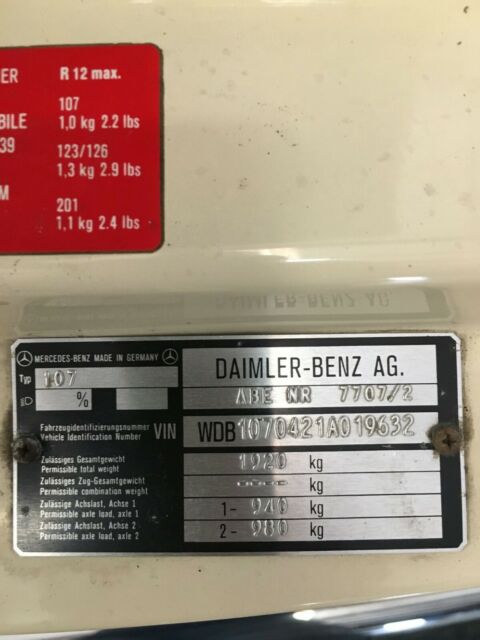 ER R 12 max.
107
BILE 1,0 kg 2.2 lbs
39 123/126
1,3 kg 2.9 lbs
M 201
1,1 kg 2.4 lbs
DAIMLER-BENZ AG
MERCEDES-BENZ MADE IN GERMANY
DAIMLER-BENZ AG.
Typ 107
ABE NR 7707/2
%
Fahrzeugidentifizierungsnummer
Vehicle Identification Number VIN WDB1070421A019632
Zulässiges Gesamtgewicht
Permissible total weight 1920 kg
Zulässiges Zug-Gesamtgewicht
Permissible combination weight ---- kg
Zulässige Achslast, Achse 1
Permissible axle load, axle 1 1- 940 kg
Zulässige Achslast, Achse 2
Permissible axle load, axle 2 2- 980 kg